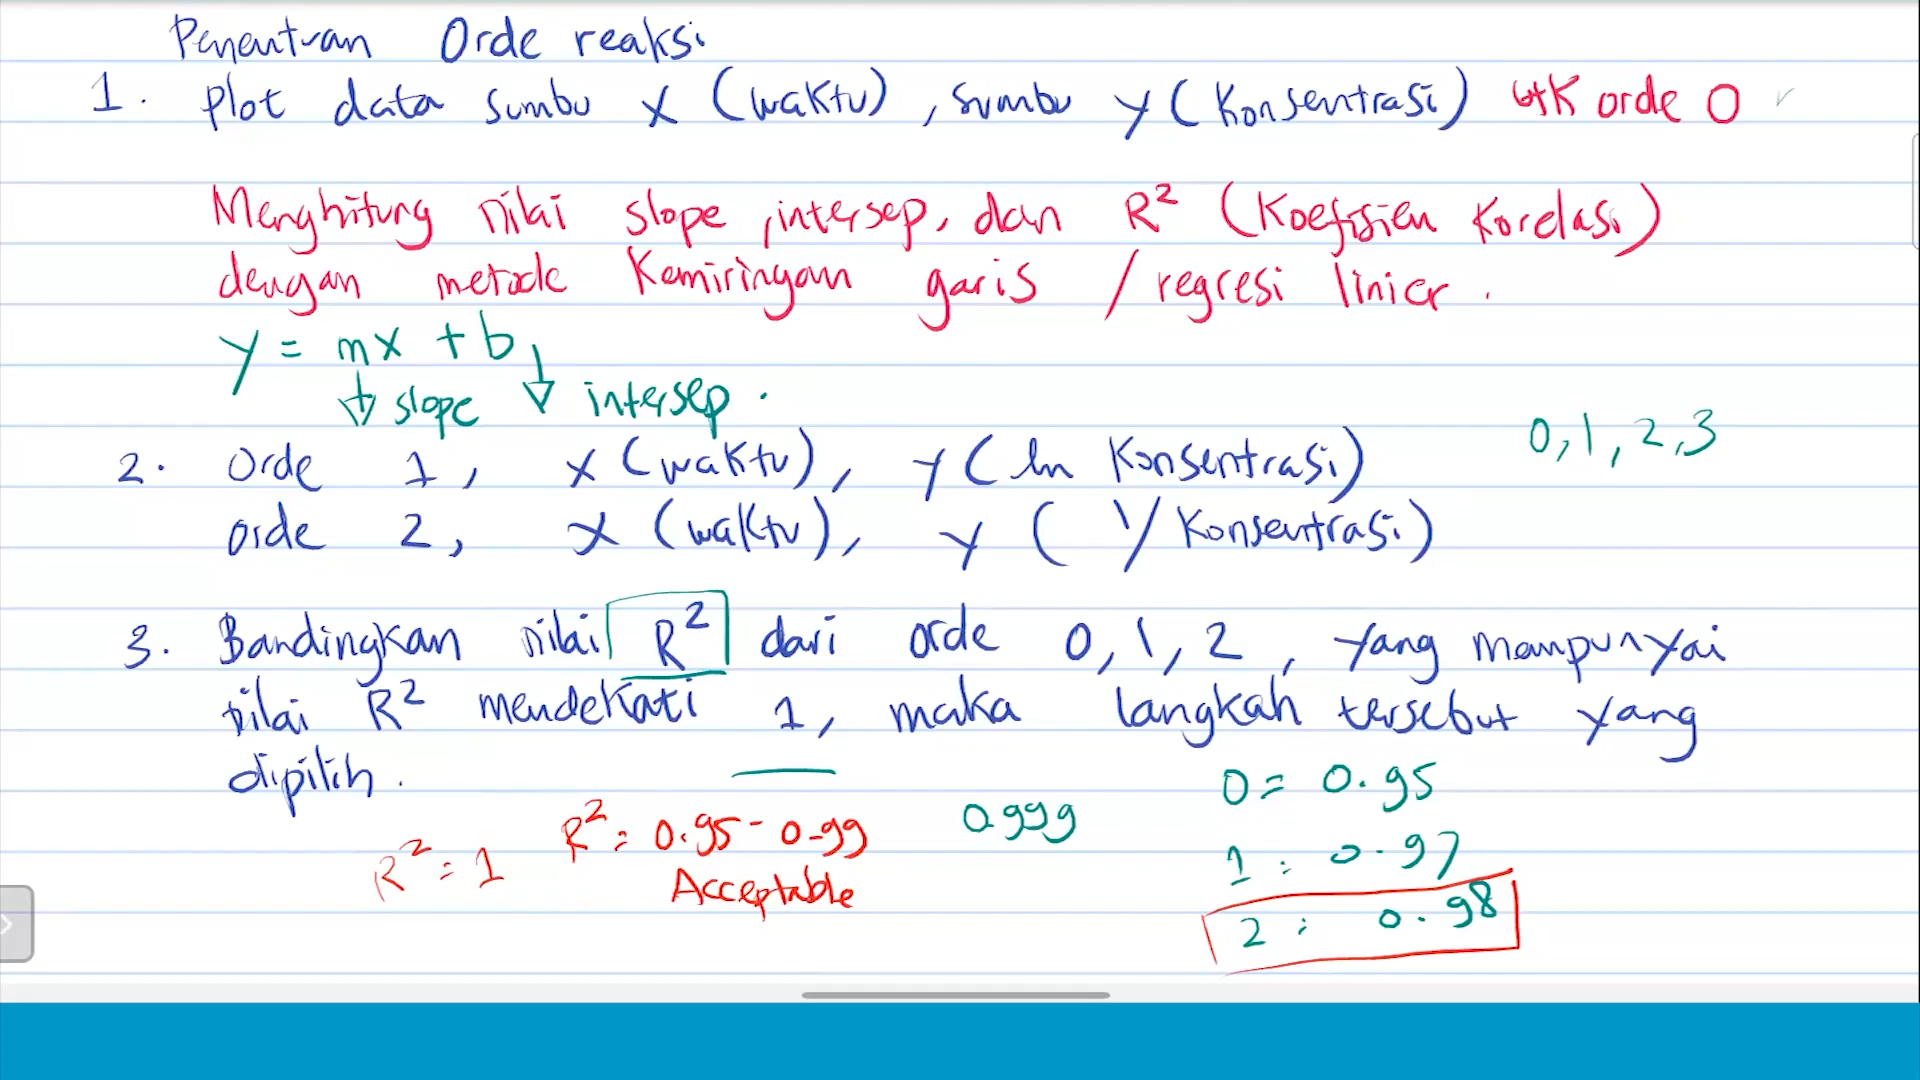 Penentuan Orde reaksi
1. Plot data sumbu x (waktu), sumbu y (Konsentrasi) utk orde 0
Menghitung nilai slope, intersep, dan R² (Koefisien Korelasi)
dengan metode Kemiringan garis / regresi linier.
y = mx + b
slope intersep.
0, 1, 2, 3
2. Orde 1, x (waktu), y (ln Konsentrasi)
orde 2, x (waktu), y (1/Konsentrasi)
3. Bandingkan nilai R² dari orde 0, 1, 2, yang mempunyai
nilai R² mendekati 1, maka langkah tersebut yang
dipilih.
R² = 1
R² = 0.95 - 0.99
Acceptable
0.999
0 = 0.95
1 : 0.97
2 : 0.98